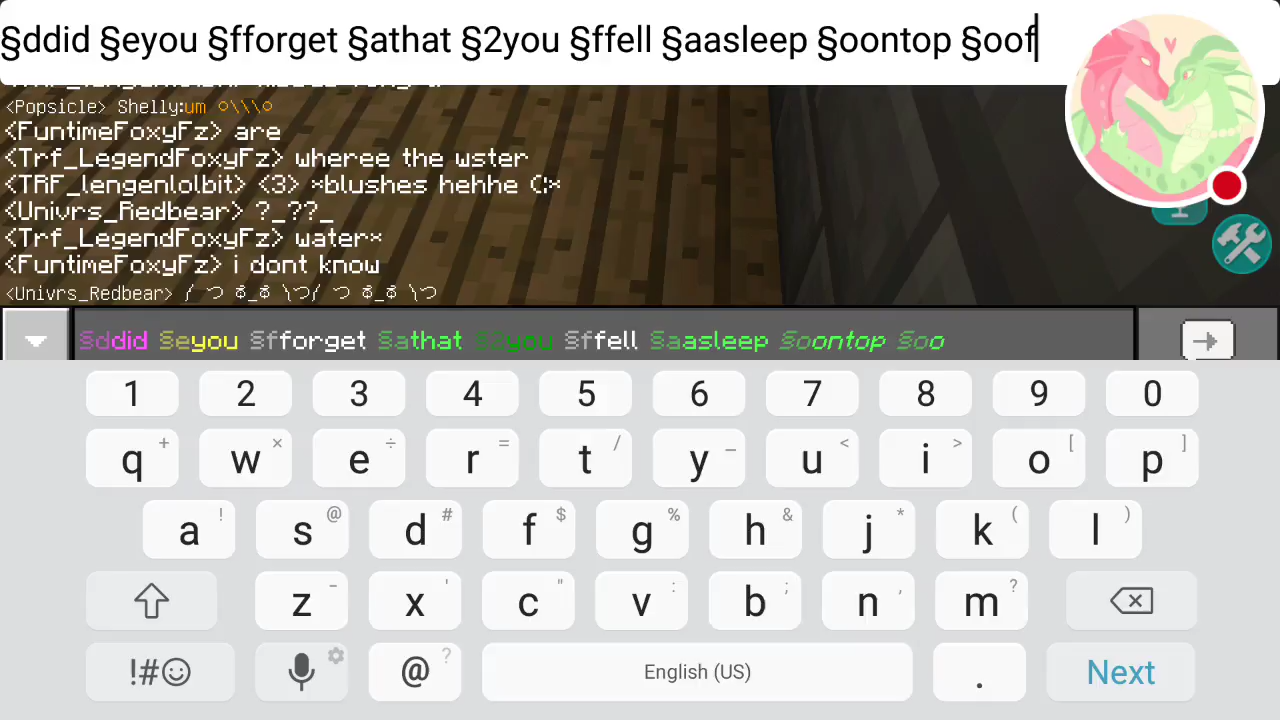 §ddid §eyou §fforget §athat §2you §ffell §aasleep §oontop §oof
<Popsicle> Shelly:um o\\\o
<FuntimeFoxyFz> are
<Trf_LegendFoxyFz> wheree the wster
<TRF_lengenlolbit> <3> *blushes hehhe (:*
<Univrs_Redbear> ?_??_
<Trf_LegendFoxyFz> water*
<FuntimeFoxyFz> i dont know
<Univrs_Redbear>
§ddid §eyou §fforget §athat §2you §ffell §aasleep §oontop §oo
1 2 3 4 5 6 7 8 9 0
q + w × e ÷ r = t / y _ u < i > o [ p ]
a ! s @ d # f $ g % h & j * k ( l )
z - x ' c " v : b ; n , m ?
!#☺ @ ? English (US) . Next